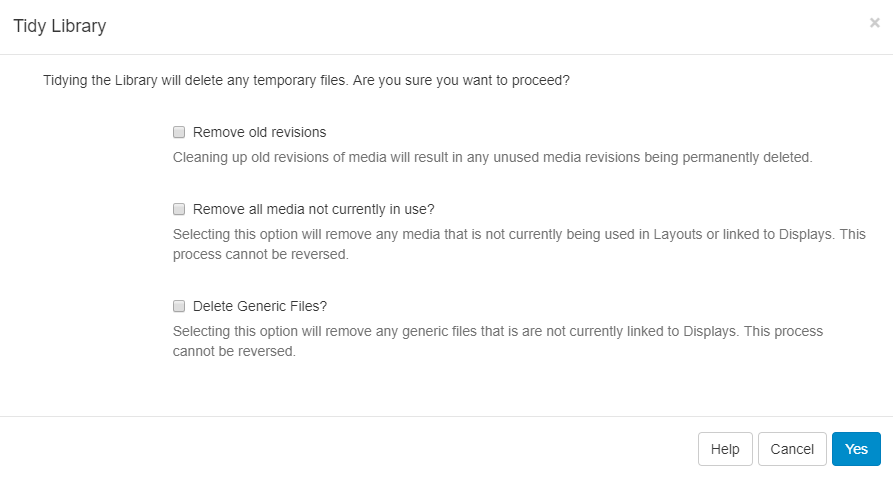 Tidy Library
×
Tidying the Library will delete any temporary files. Are you sure you want to proceed?
Remove old revisions
Cleaning up old revisions of media will result in any unused media revisions being permanently deleted.
Remove all media not currently in use?
Selecting this option will remove any media that is not currently being used in Layouts or linked to Displays. This
process cannot be reversed.
Delete Generic Files?
Selecting this option will remove any generic files that is are not currently linked to Displays. This process
cannot be reversed.
Help Cancel Yes